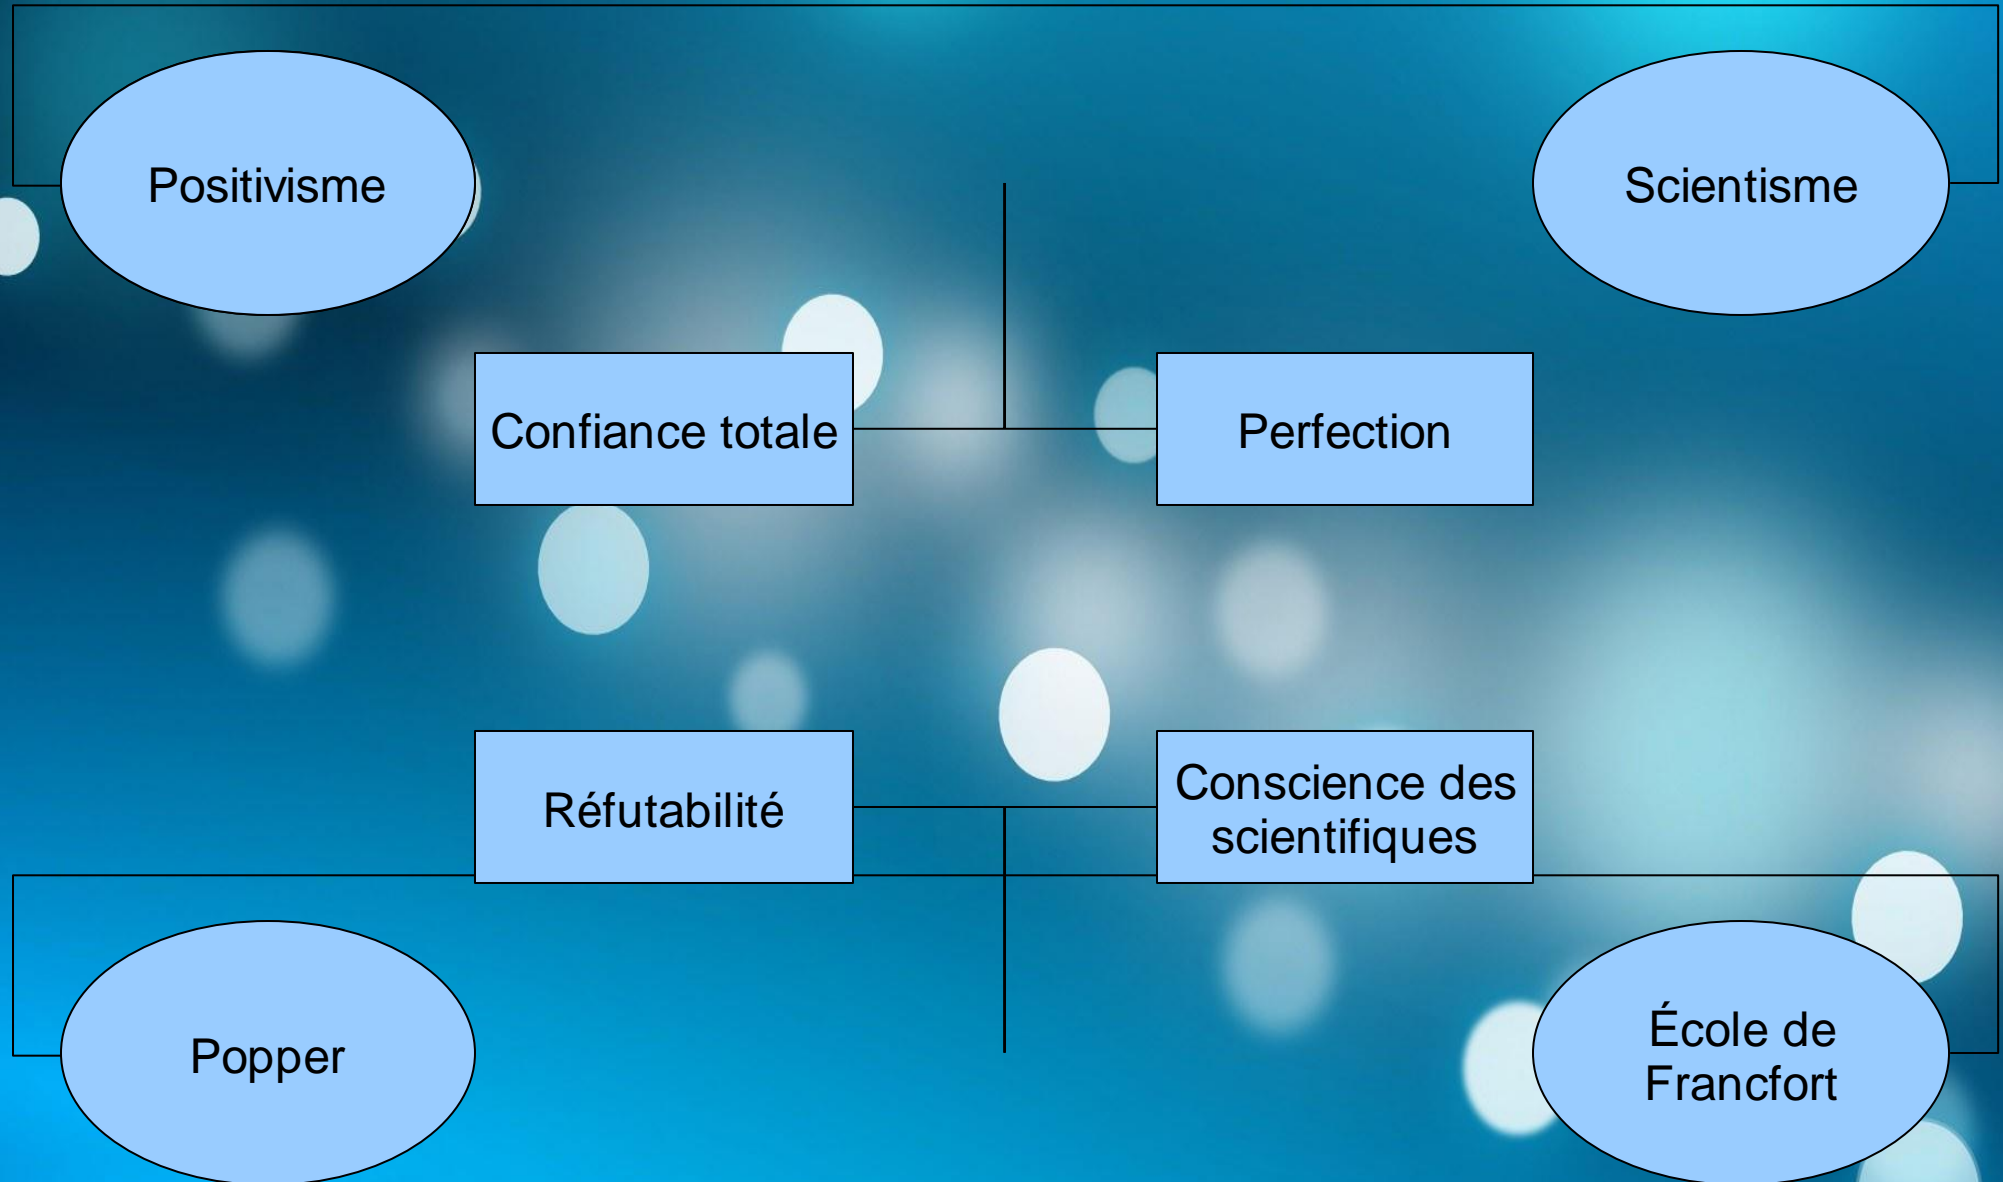 Positivisme
Scientisme
Confiance totale
Perfection
Réfutabilité
Conscience des
scientifiques
Popper
École de
Francfort